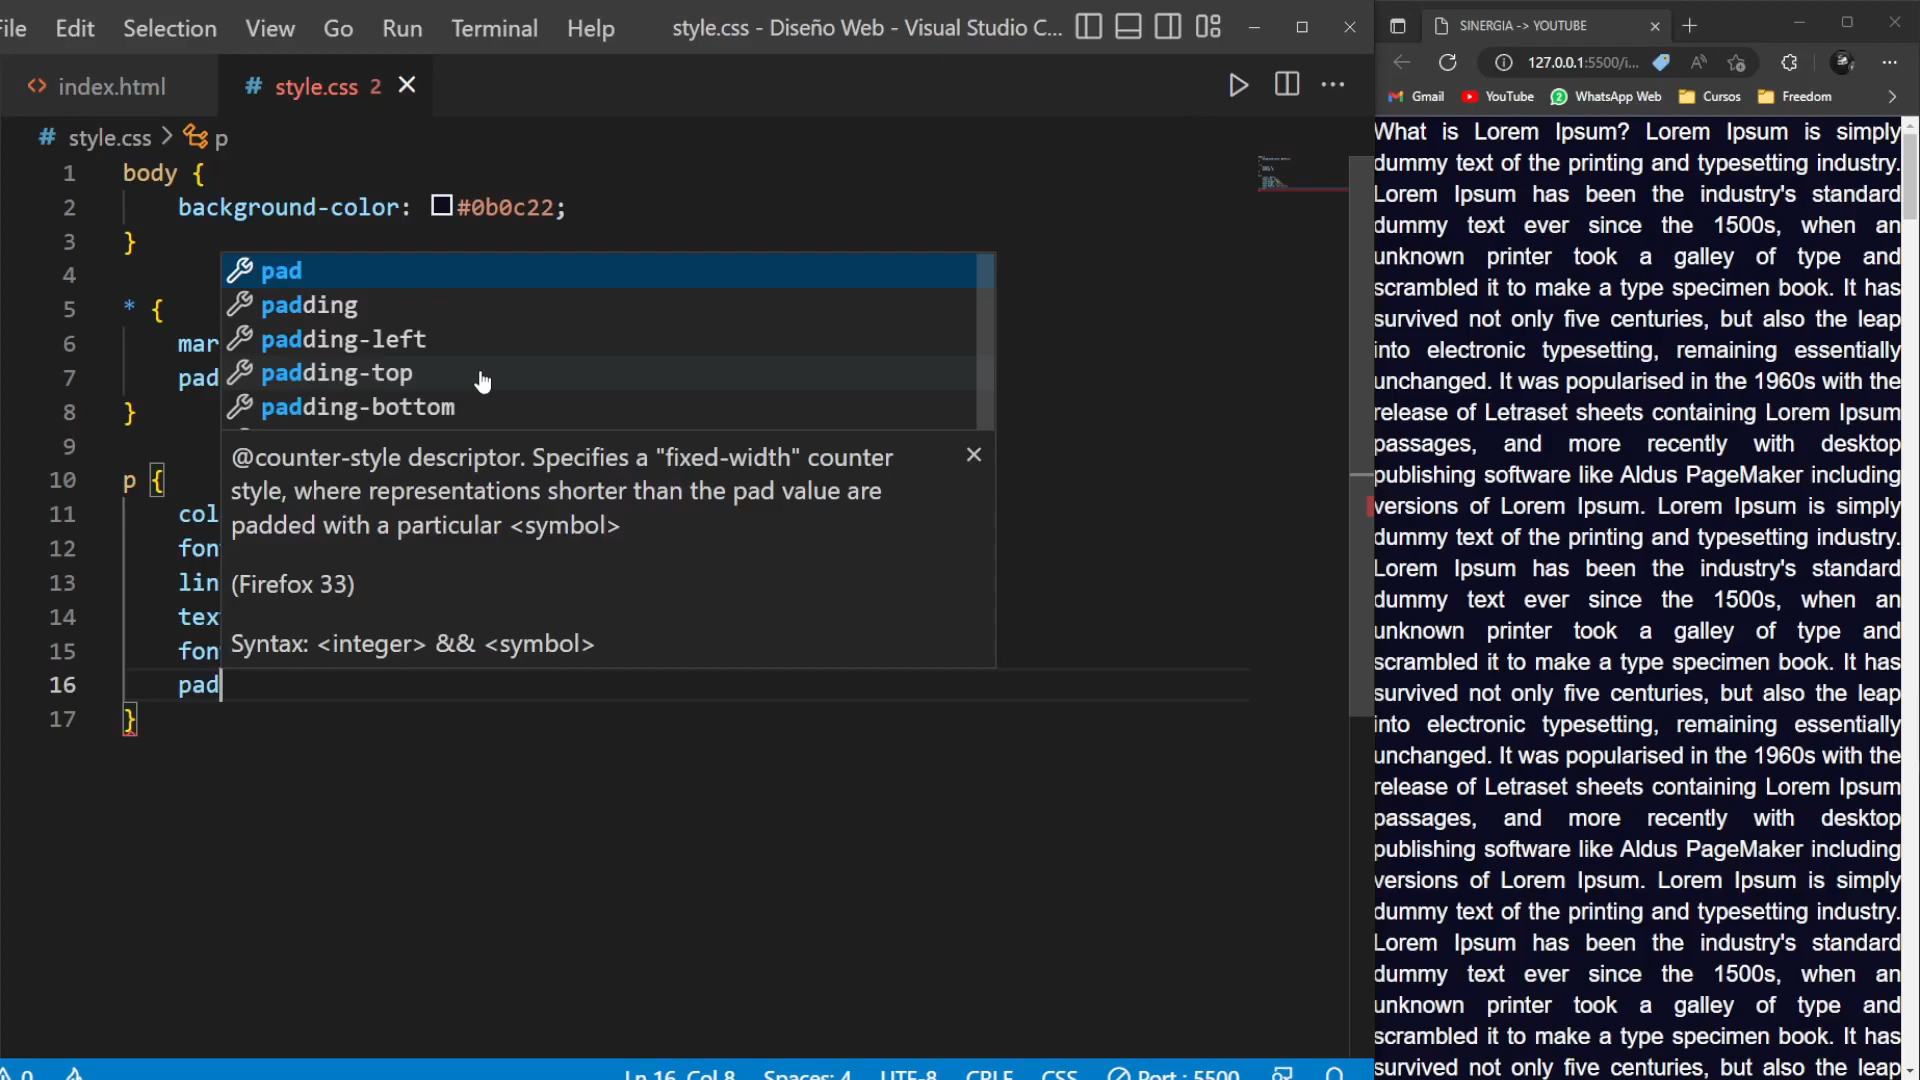 ile Edit Selection View Go Run Terminal Help style.css - Diseño Web - Visual Studio C...
index.html
style.css 2
style.css > p
1 body {
2 background-color: #0b0c22;
3 }
4
5 * {
6 mar
7 pad
8 }
9
10 p {
11 col
12 fon
13 lin
14 tex
15 fon
16 pad
17 }
pad
padding
padding-left
padding-top
padding-bottom
@counter-style descriptor. Specifies a "fixed-width" counter
style, where representations shorter than the pad value are
padded with a particular <symbol>
(Firefox 33)
Syntax: <integer> && <symbol>
0 Ln 16, Col 8 Spaces: 4 UTF-8 CRLF CSS Port : 5500
SINERGIA -> YOUTUBE
127.0.0.1:5500/i...
Gmail YouTube WhatsApp Web Cursos Freedom
What is Lorem Ipsum? Lorem Ipsum is simply
dummy text of the printing and typesetting industry.
Lorem Ipsum has been the industry's standard
dummy text ever since the 1500s, when an
unknown printer took a galley of type and
scrambled it to make a type specimen book. It has
survived not only five centuries, but also the leap
into electronic typesetting, remaining essentially
unchanged. It was popularised in the 1960s with the
release of Letraset sheets containing Lorem Ipsum
passages, and more recently with desktop
publishing software like Aldus PageMaker including
versions of Lorem Ipsum. Lorem Ipsum is simply
dummy text of the printing and typesetting industry.
Lorem Ipsum has been the industry's standard
dummy text ever since the 1500s, when an
unknown printer took a galley of type and
scrambled it to make a type specimen book. It has
survived not only five centuries, but also the leap
into electronic typesetting, remaining essentially
unchanged. It was popularised in the 1960s with the
release of Letraset sheets containing Lorem Ipsum
passages, and more recently with desktop
publishing software like Aldus PageMaker including
versions of Lorem Ipsum. Lorem Ipsum is simply
dummy text of the printing and typesetting industry.
Lorem Ipsum has been the industry's standard
dummy text ever since the 1500s, when an
unknown printer took a galley of type and
scrambled it to make a type specimen book. It has
survived not only five centuries, but also the leap